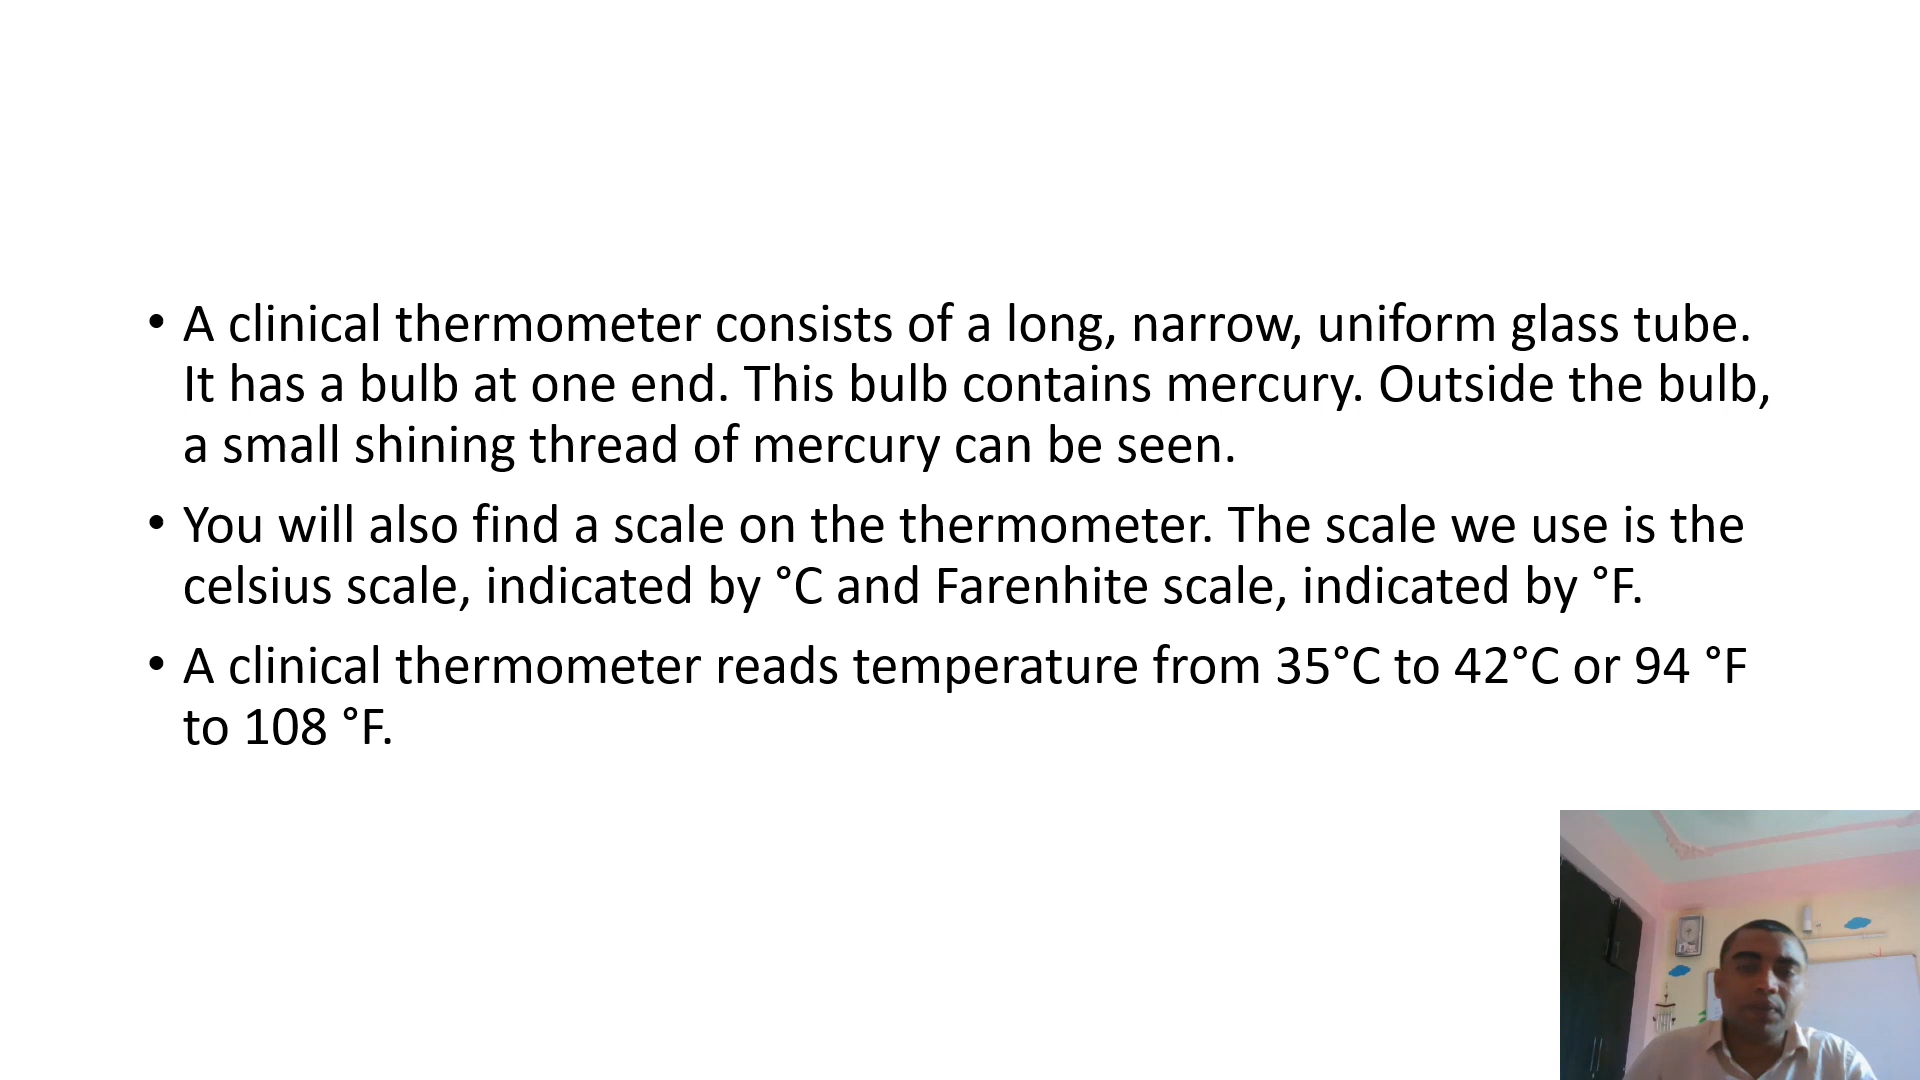 • A clinical thermometer consists of a long, narrow, uniform glass tube.
It has a bulb at one end. This bulb contains mercury. Outside the bulb,
a small shining thread of mercury can be seen.
• You will also find a scale on the thermometer. The scale we use is the
celsius scale, indicated by °C and Farenhite scale, indicated by °F.
• A clinical thermometer reads temperature from 35°C to 42°C or 94 °F
to 108 °F.